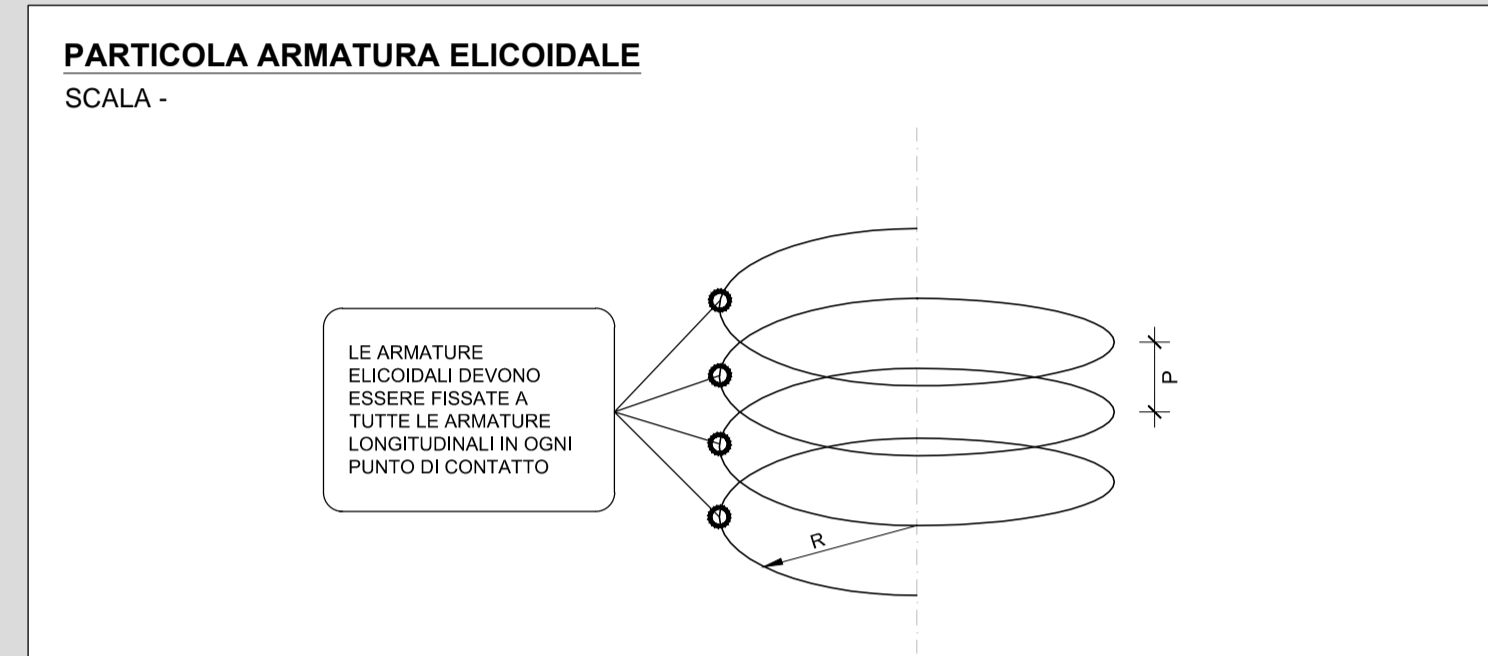 PARTICOLA ARMATURA ELICOIDALE
SCALA -
LE ARMATURE
ELICOIDALI DEVONO
ESSERE FISSATE A
TUTTE LE ARMATURE
LONGITUDINALI IN OGNI
PUNTO DI CONTATTO
R
P